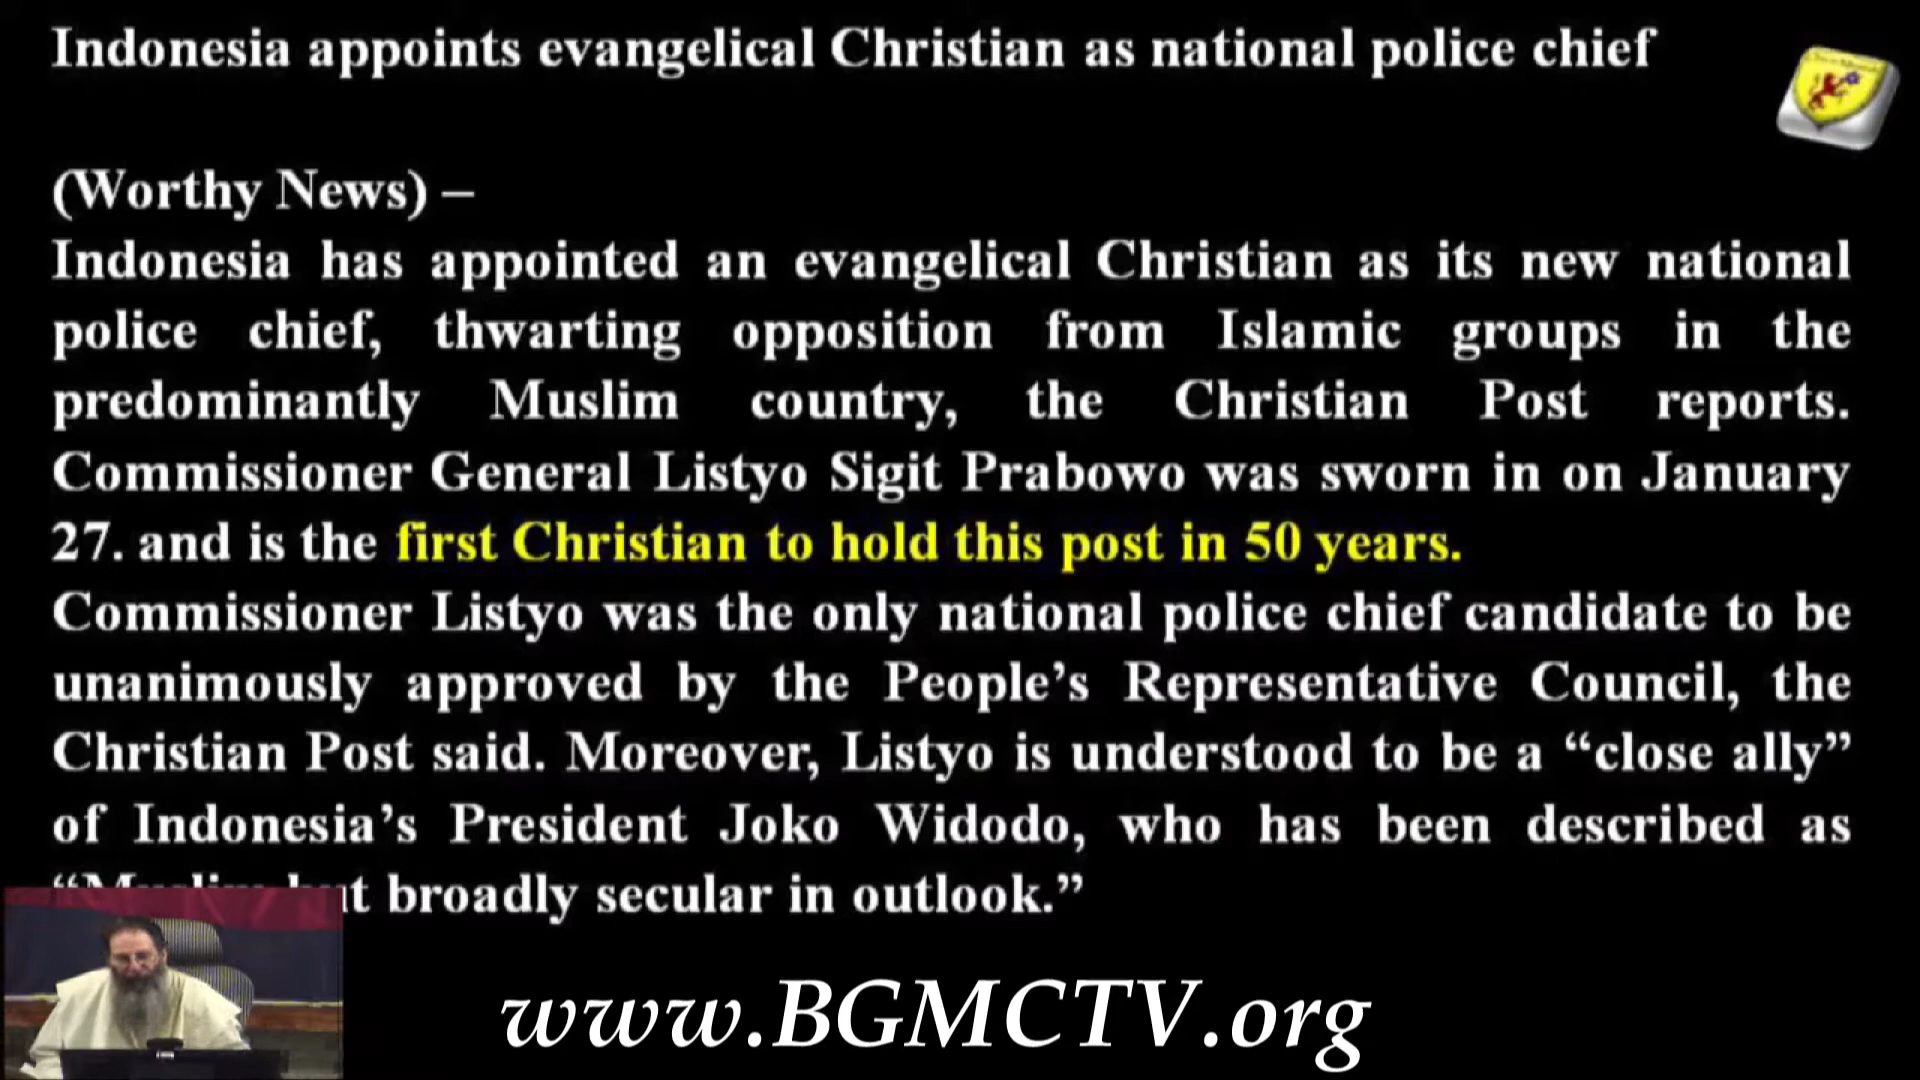 Indonesia appoints evangelical Christian as national police chief
(Worthy News) –
Indonesia has appointed an evangelical Christian as its new national
police chief, thwarting opposition from Islamic groups in the
predominantly Muslim country, the Christian Post reports.
Commissioner General Listyo Sigit Prabowo was sworn in on January
27. and is the first Christian to hold this post in 50 years.
Commissioner Listyo was the only national police chief candidate to be
unanimously approved by the People’s Representative Council, the
Christian Post said. Moreover, Listyo is understood to be a “close ally”
of Indonesia’s President Joko Widodo, who has been described as
“Muslim but broadly secular in outlook.”
www.BGMCTV.org